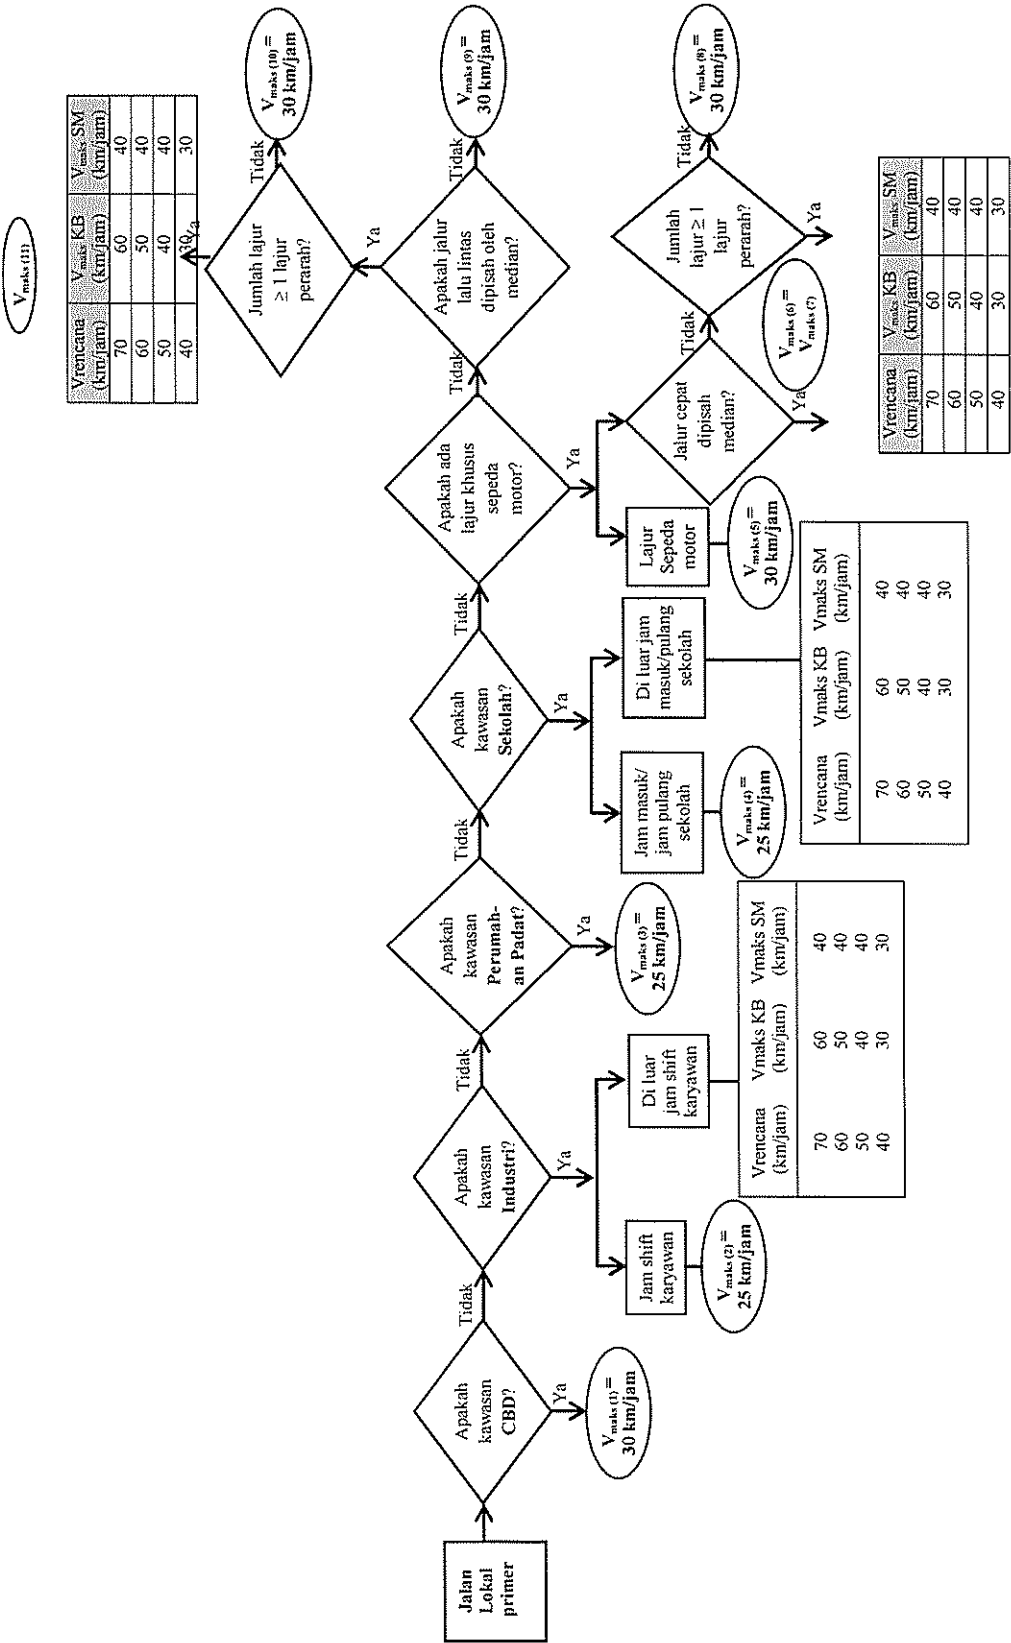 Jalan
Lokal
primer
Apakah
kawasan
CBD?
Ya
Tidak
V maks (1) =
30 km/jam
Apakah
kawasan
Industri?
Ya
Tidak
Jam shift
karyawan
V maks (2) =
25 km/jam
Di luar
jam shift
karyawan
Vrencana Vmaks KB Vmaks SM
(km/jam) (km/jam) (km/jam)
70 60 40
60 50 40
50 40 40
40 30 30
Apakah
kawasan
Perumah-
an Padat?
Ya
Tidak
V maks (3) =
25 km/jam
Apakah
kawasan
Sekolah?
Ya
Tidak
Jam masuk/
jam pulang
sekolah
V maks (4) =
25 km/jam
Di luar jam
masuk/pulang
sekolah
Vrencana Vmaks KB Vmaks SM
(km/jam) (km/jam) (km/jam)
70 60 40
60 50 40
50 40 40
40 30 30
Apakah ada
lajur khusus
sepeda
motor?
Ya
Tidak
Lajur
Sepeda
motor
V maks (5) =
30 km/jam
Jalur cepat
dipisah
median?
Ya
Tidak
V maks (6) =
V maks (7)
Jumlah
lajur ≥ 1
lajur
perarah?
Ya
Tidak
V maks (8) =
30 km/jam
Vrencana Vmaks KB Vmaks SM
(km/jam) (km/jam) (km/jam)
70 60 40
60 50 40
50 40 40
40 30 30
Apakah jalur
lalu lintas
dipisah oleh
median?
Ya
Tidak
V maks (9) =
30 km/jam
Jumlah lajur
≥ 1 lajur
perarah?
Ya
Tidak
V maks (10) =
30 km/jam
Vrencana Vmaks KB Vmaks SM
(km/jam) (km/jam) (km/jam)
70 60 40
60 50 40
50 40 40
40 30 30
V maks (11)